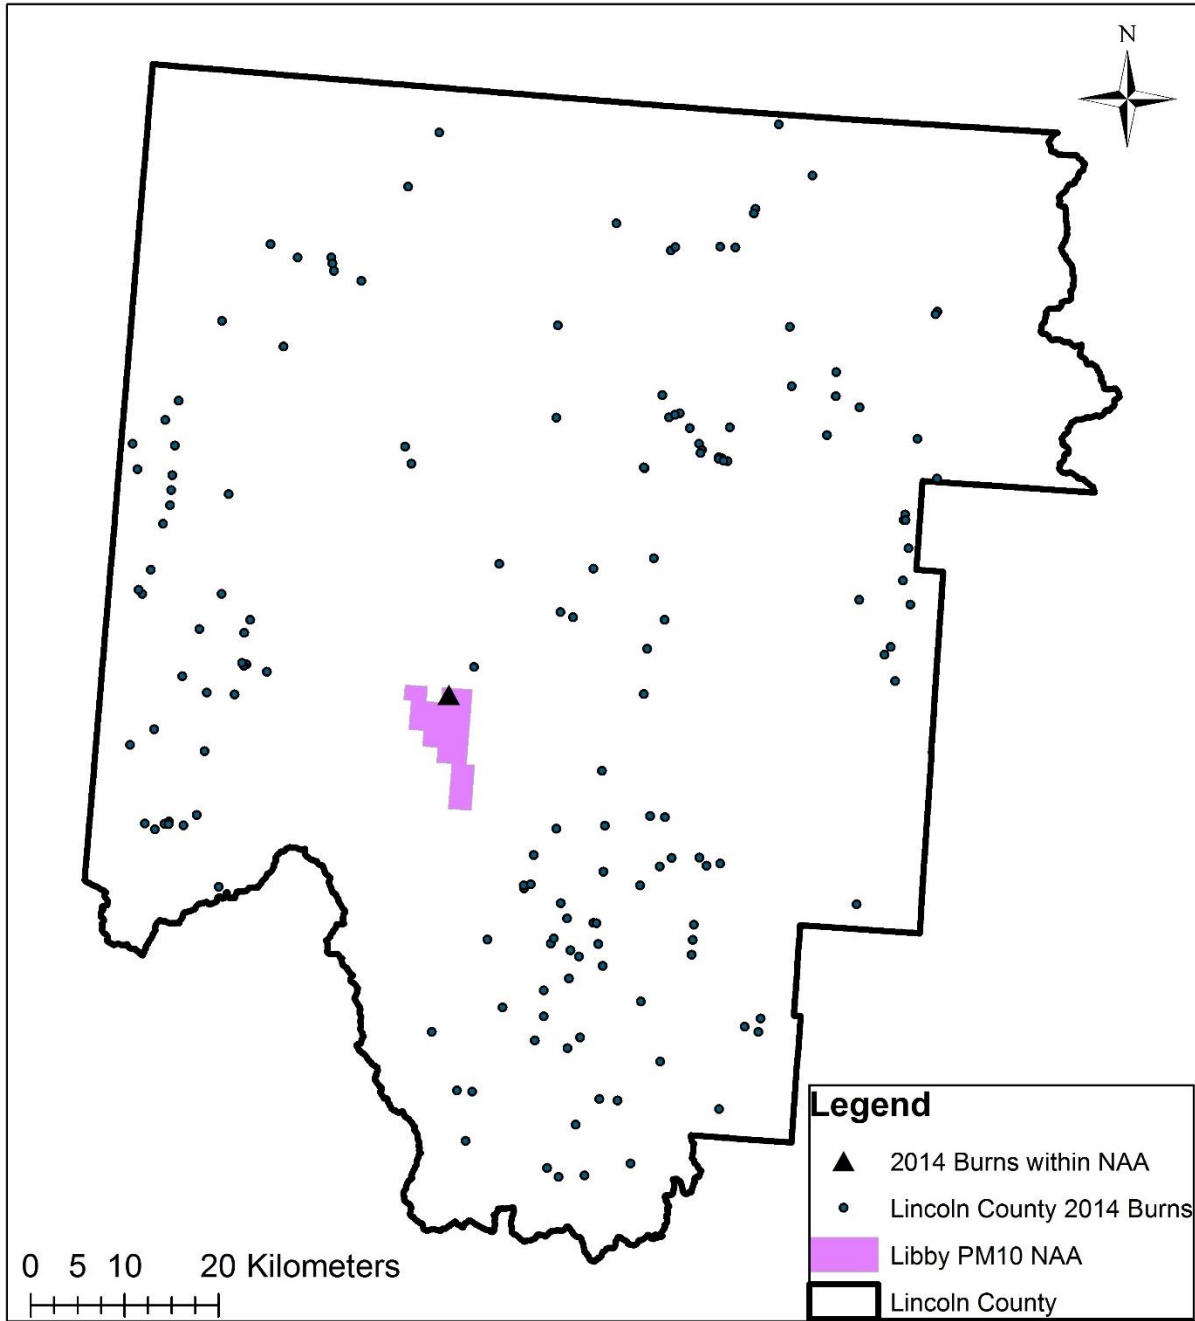 N
Legend
2014 Burns within NAA
Lincoln County 2014 Burns
Libby PM10 NAA
Lincoln County
0 5 10 20 Kilometers